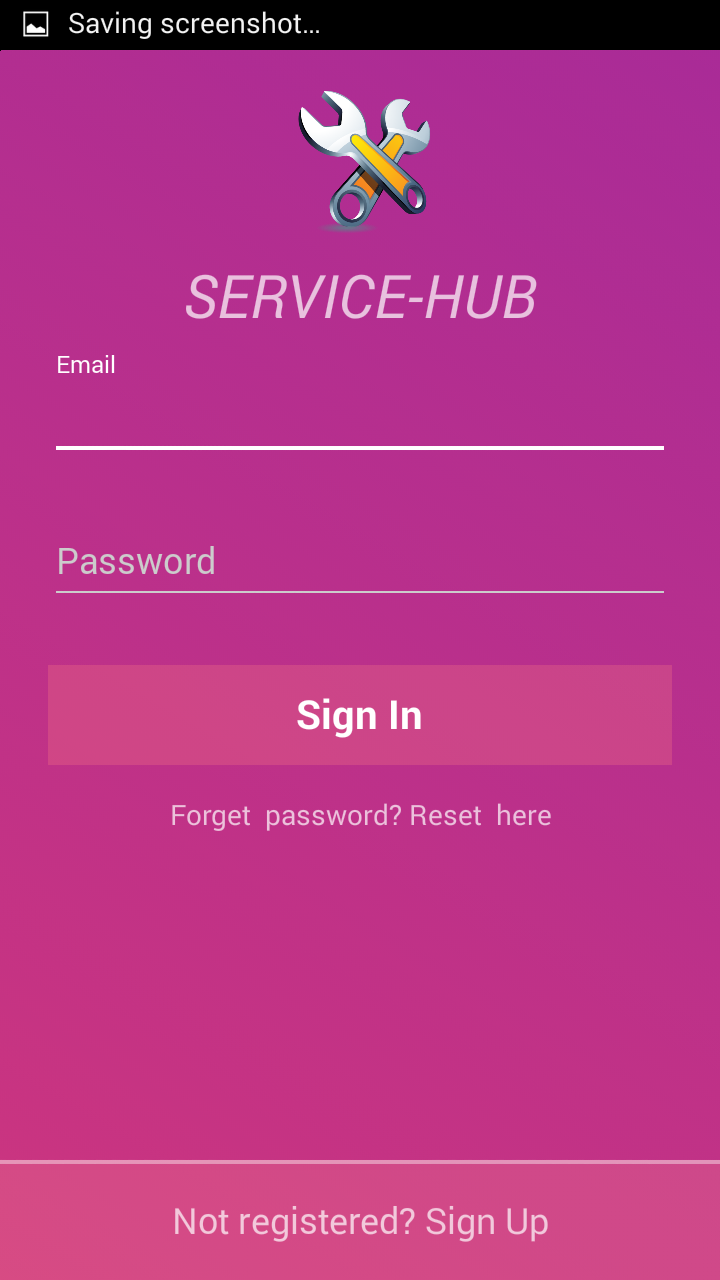 Saving screenshot...
SERVICE-HUB
Email
Password
Sign In
Forget  password? Reset  here
Not registered? Sign Up